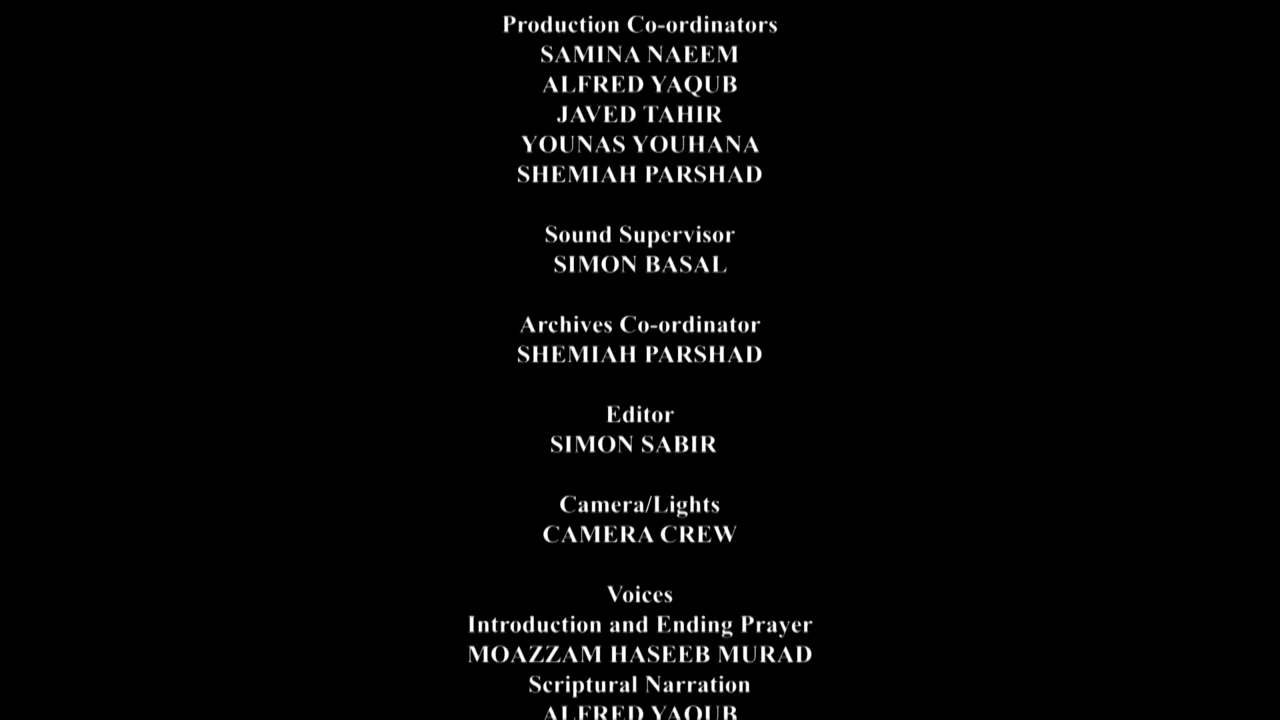 Production Co-ordinators
SAMINA NAEEM
ALFRED YAQUB
JAVED TAHIR
YOUNAS YOUHANA
SHEMIAH PARSHAD
Sound Supervisor
SIMON BASAL
Archives Co-ordinator
SHEMIAH PARSHAD
Editor
SIMON SABIR
Camera/Lights
CAMERA CREW
Voices
Introduction and Ending Prayer
MOAZZAM HASEEB MURAD
Scriptural Narration
ALFRED YAQUB